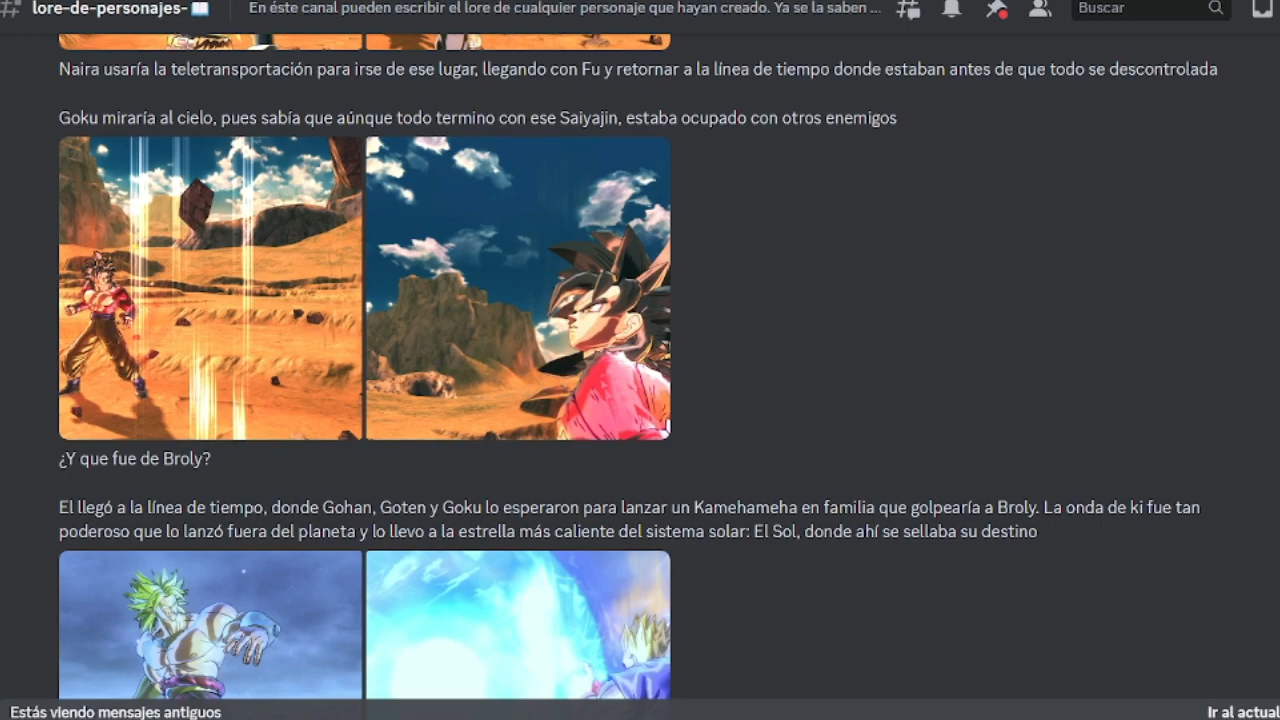 lore-de-personajes-
En éste canal pueden escribir el lore de cualquier personaje que hayan creado. Ya se la saben ...
Buscar
Naira usaría la teletransportación para irse de ese lugar, llegando con Fu y retornar a la línea de tiempo donde estaban antes de que todo se descontrolada
Goku miraría al cielo, pues sabía que aúnque todo termino con ese Saiyajin, estaba ocupado con otros enemigos
¿Y que fue de Broly?
El llegó a la línea de tiempo, donde Gohan, Goten y Goku lo esperaron para lanzar un Kamehameha en familia que golpearía a Broly. La onda de ki fue tan
poderoso que lo lanzó fuera del planeta y lo llevo a la estrella más caliente del sistema solar: El Sol, donde ahí se sellaba su destino
Estás viendo mensajes antiguos
Ir al actual